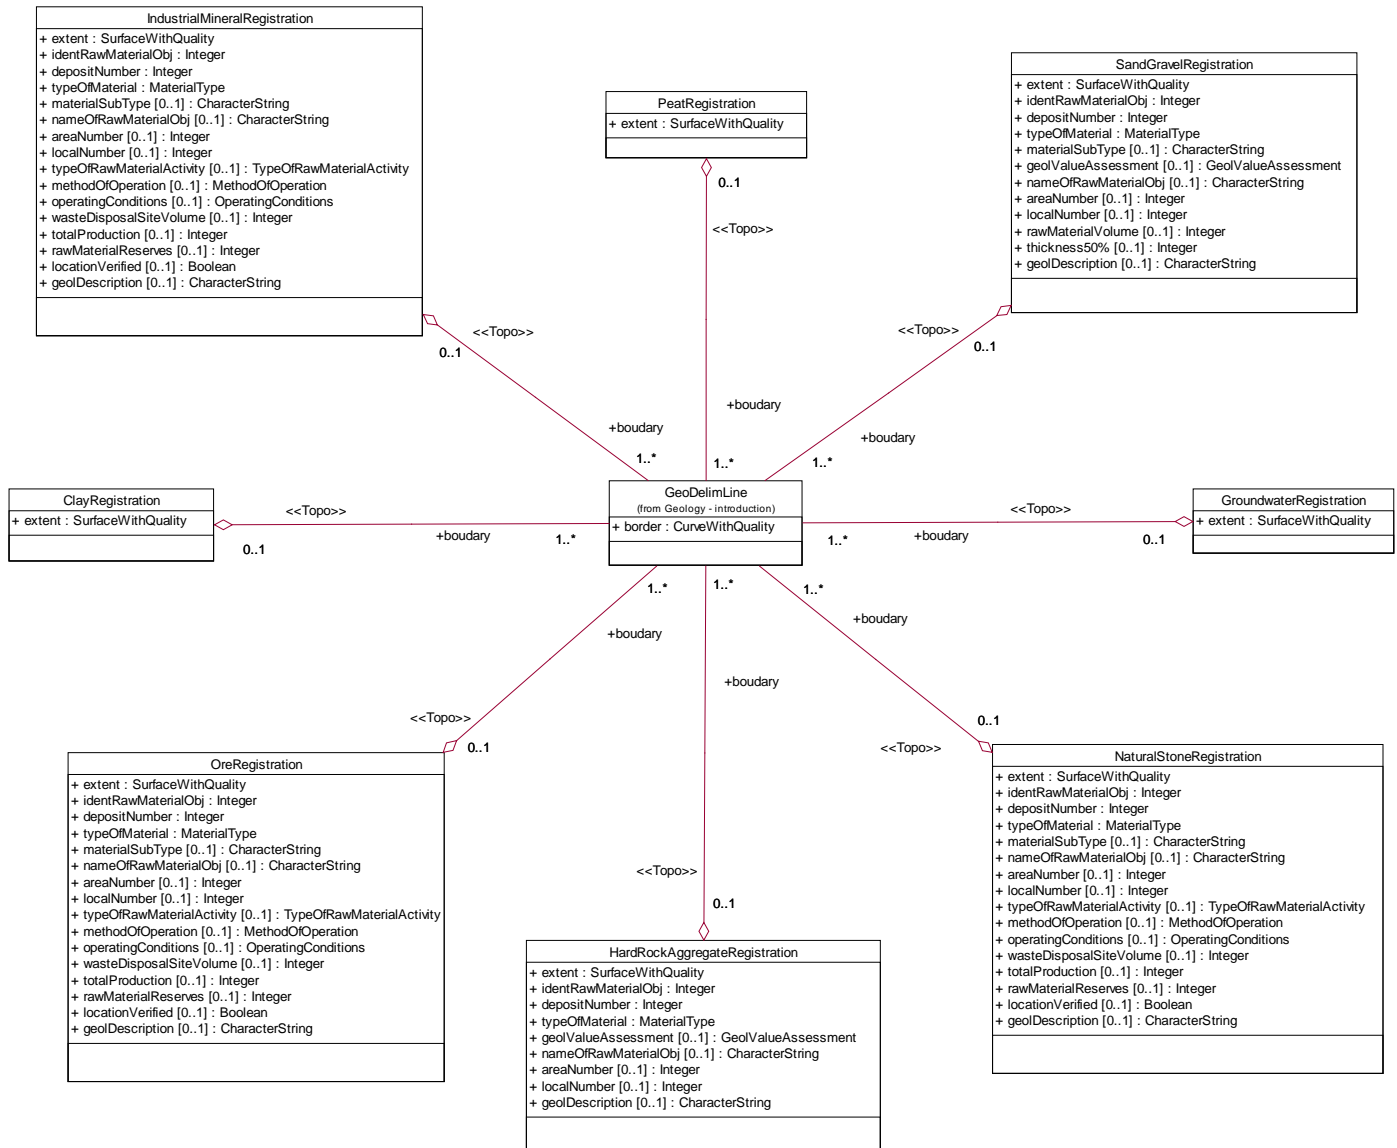 IndustrialMineralRegistration
+ extent : SurfaceWithQuality
+ identRawMaterialObj : Integer
+ depositNumber : Integer
+ typeOfMaterial : MaterialType
+ materialSubType [0..1] : CharacterString
+ nameOfRawMaterialObj [0..1] : CharacterString
+ areaNumber [0..1] : Integer
+ localNumber [0..1] : Integer
+ typeOfRawMaterialActivity [0..1] : TypeOfRawMaterialActivity
+ methodOfOperation [0..1] : MethodOfOperation
+ operatingConditions [0..1] : OperatingConditions
+ wasteDisposalSiteVolume [0..1] : Integer
+ totalProduction [0..1] : Integer
+ rawMaterialReserves [0..1] : Integer
+ locationVerified [0..1] : Boolean
+ geolDescription [0..1] : CharacterString
PeatRegistration
+ extent : SurfaceWithQuality
SandGravelRegistration
+ extent : SurfaceWithQuality
+ identRawMaterialObj : Integer
+ depositNumber : Integer
+ typeOfMaterial : MaterialType
+ materialSubType [0..1] : CharacterString
+ geolValueAssessment [0..1] : GeolValueAssessment
+ nameOfRawMaterialObj [0..1] : CharacterString
+ areaNumber [0..1] : Integer
+ localNumber [0..1] : Integer
+ rawMaterialVolume [0..1] : Integer
+ thickness50% [0..1] : Integer
+ geolDescription [0..1] : CharacterString
0..1
<<Topo>>
<<Topo>>
0..1
<<Topo>>
0..1
+boudary
+boudary
+boudary
1..*
1..*
1..*
ClayRegistration
+ extent : SurfaceWithQuality
<<Topo>>
0..1
+boudary
1..*
GeoDelimLine
(from Geology - introduction)
+ border : CurveWithQuality
<<Topo>>
1..*
+boudary
0..1
GroundwaterRegistration
+ extent : SurfaceWithQuality
1..*
1..*
1..*
+boudary
+boudary
+boudary
<<Topo>>
0..1
<<Topo>>
0..1
0..1
<<Topo>>
OreRegistration
+ extent : SurfaceWithQuality
+ identRawMaterialObj : Integer
+ depositNumber : Integer
+ typeOfMaterial : MaterialType
+ materialSubType [0..1] : CharacterString
+ nameOfRawMaterialObj [0..1] : CharacterString
+ areaNumber [0..1] : Integer
+ localNumber [0..1] : Integer
+ typeOfRawMaterialActivity [0..1] : TypeOfRawMaterialActivity
+ methodOfOperation [0..1] : MethodOfOperation
+ operatingConditions [0..1] : OperatingConditions
+ wasteDisposalSiteVolume [0..1] : Integer
+ totalProduction [0..1] : Integer
+ rawMaterialReserves [0..1] : Integer
+ locationVerified [0..1] : Boolean
+ geolDescription [0..1] : CharacterString
HardRockAggregateRegistration
+ extent : SurfaceWithQuality
+ identRawMaterialObj : Integer
+ depositNumber : Integer
+ typeOfMaterial : MaterialType
+ geolValueAssessment [0..1] : GeolValueAssessment
+ nameOfRawMaterialObj [0..1] : CharacterString
+ areaNumber [0..1] : Integer
+ localNumber [0..1] : Integer
+ geolDescription [0..1] : CharacterString
NaturalStoneRegistration
+ extent : SurfaceWithQuality
+ identRawMaterialObj : Integer
+ depositNumber : Integer
+ typeOfMaterial : MaterialType
+ materialSubType [0..1] : CharacterString
+ nameOfRawMaterialObj [0..1] : CharacterString
+ areaNumber [0..1] : Integer
+ localNumber [0..1] : Integer
+ typeOfRawMaterialActivity [0..1] : TypeOfRawMaterialActivity
+ methodOfOperation [0..1] : MethodOfOperation
+ operatingConditions [0..1] : OperatingConditions
+ wasteDisposalSiteVolume [0..1] : Integer
+ totalProduction [0..1] : Integer
+ rawMaterialReserves [0..1] : Integer
+ locationVerified [0..1] : Boolean
+ geolDescription [0..1] : CharacterString